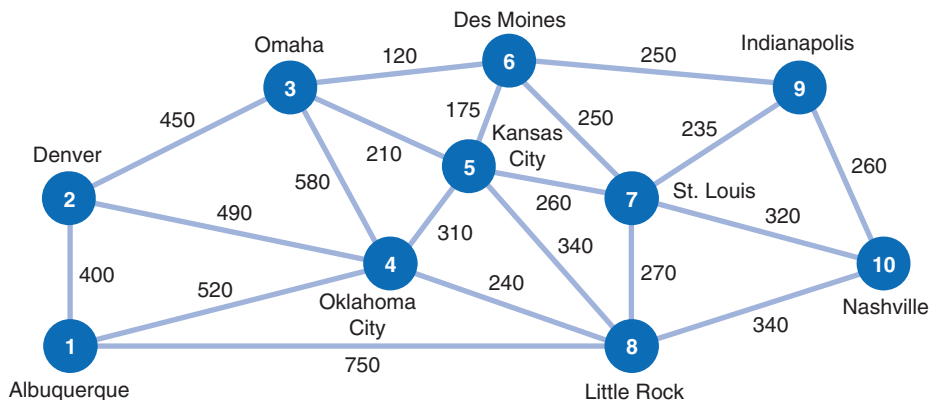 Des Moines
6
Omaha
3
120
250
Indianapolis
9
450
175
250
235
Kansas
City
5
210
Denver
2
580
260
7
St. Louis
260
490
310
340
320
400
520
4
Oklahoma
City
240
270
10
Nashville
1
Albuquerque
750
8
Little Rock
340